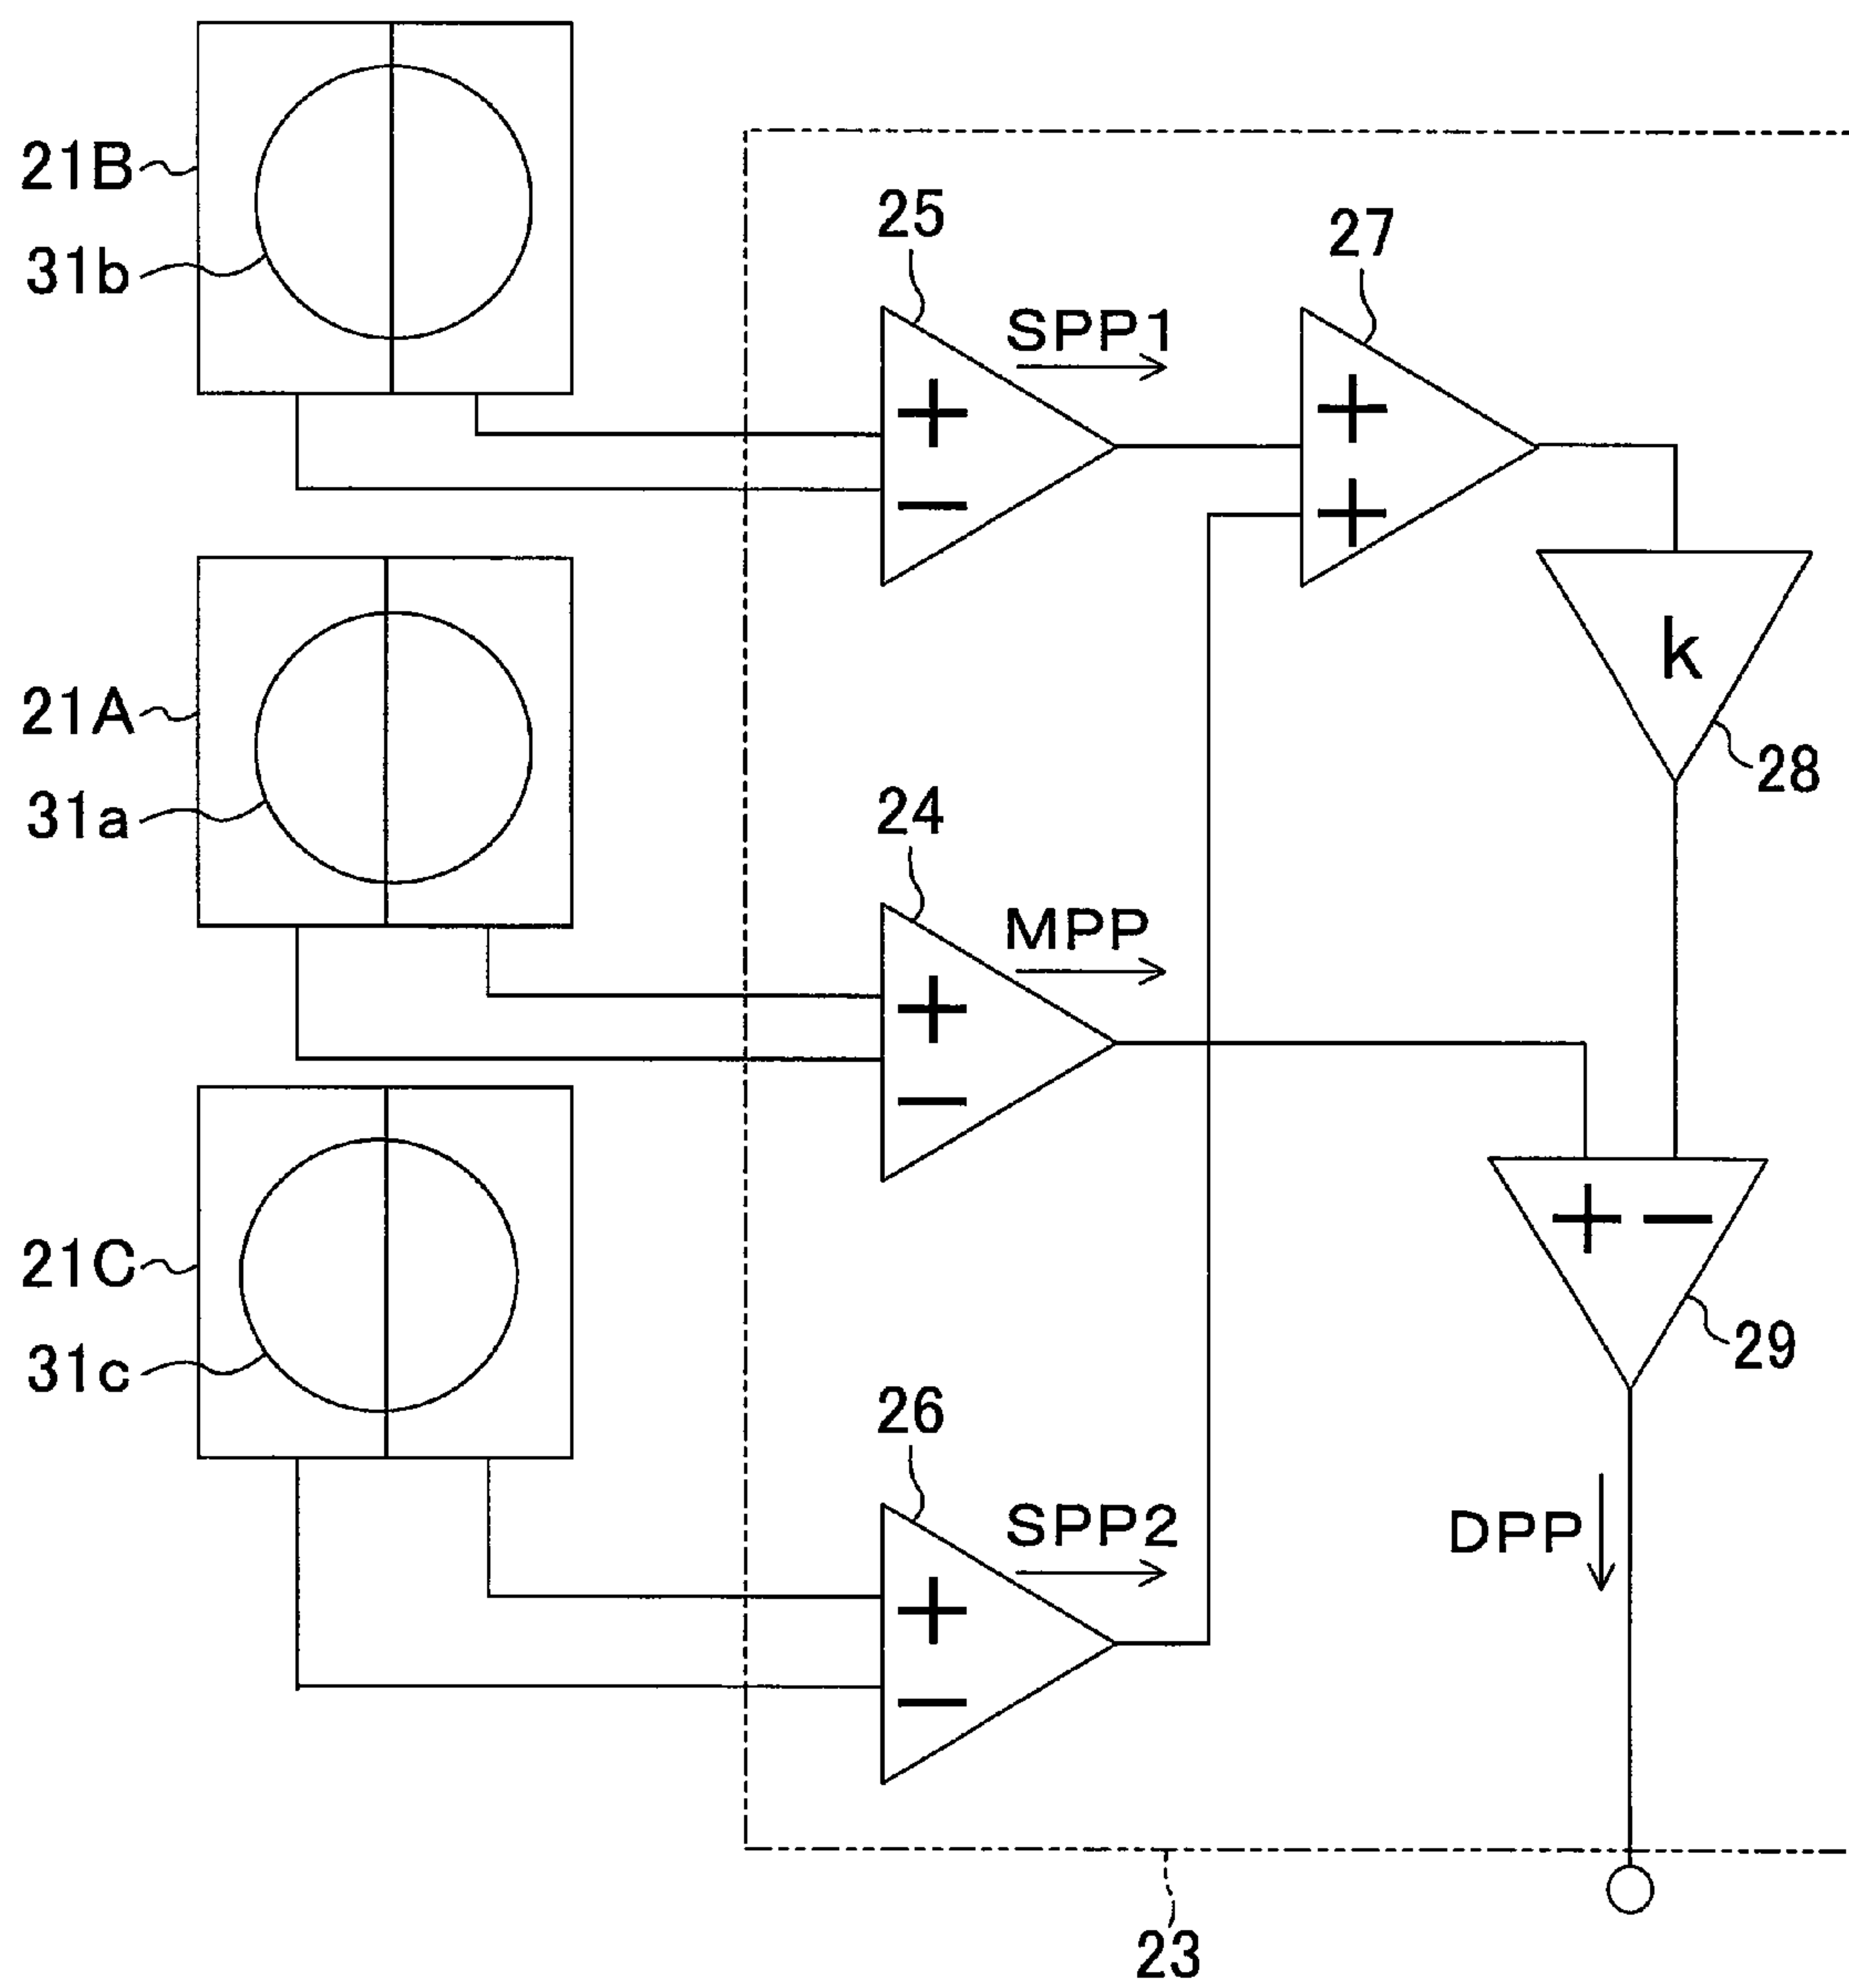 21B
31b
25
SPP1
27
+
−
+
+
k
28
21A
31a
24
MPP
+
−
21C
31c
+ −
29
26
SPP2
+
−
DPP
23